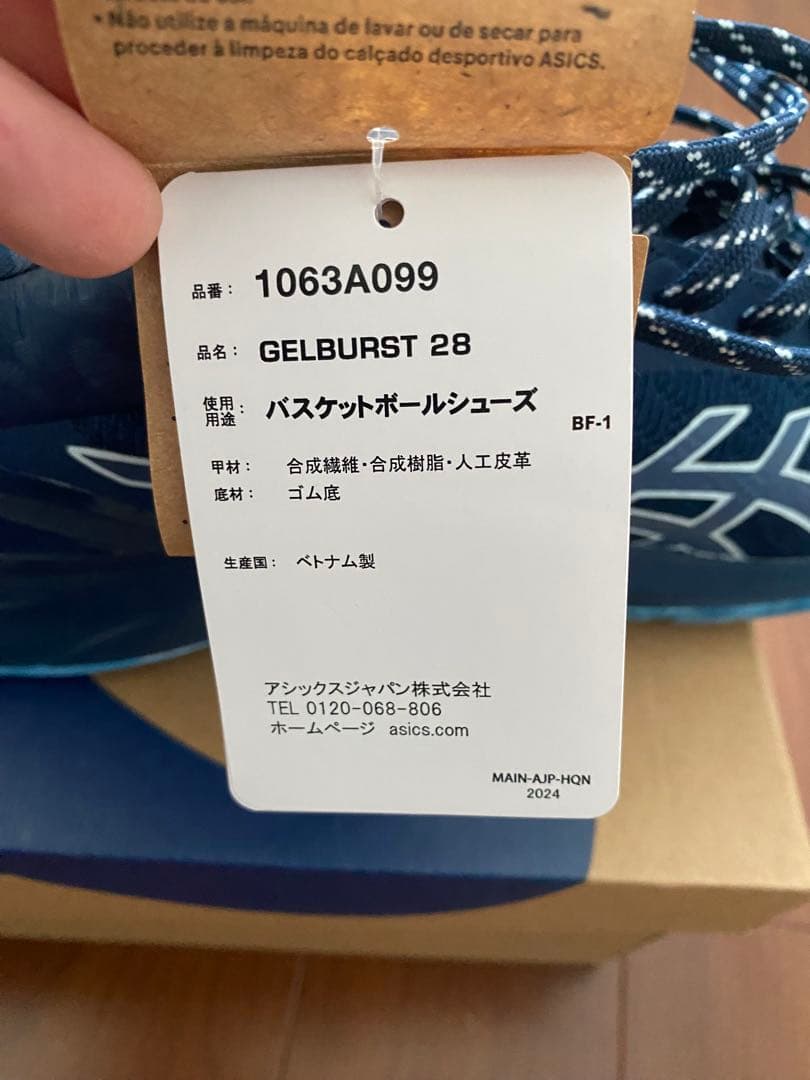 • Não utilize a máquina de lavar ou de secar para
proceder à limpeza do calçado desportivo ASICS.
品番： 1063A099
品名： GELBURST 28
使用用途： バスケットボールシューズ
BF-1
甲材： 合成繊維・合成樹脂・人工皮革
底材： ゴム底
生産国： ベトナム製
アシックスジャパン株式会社
TEL 0120-068-806
ホームページ asics.com
MAIN-AJP-HQN
2024